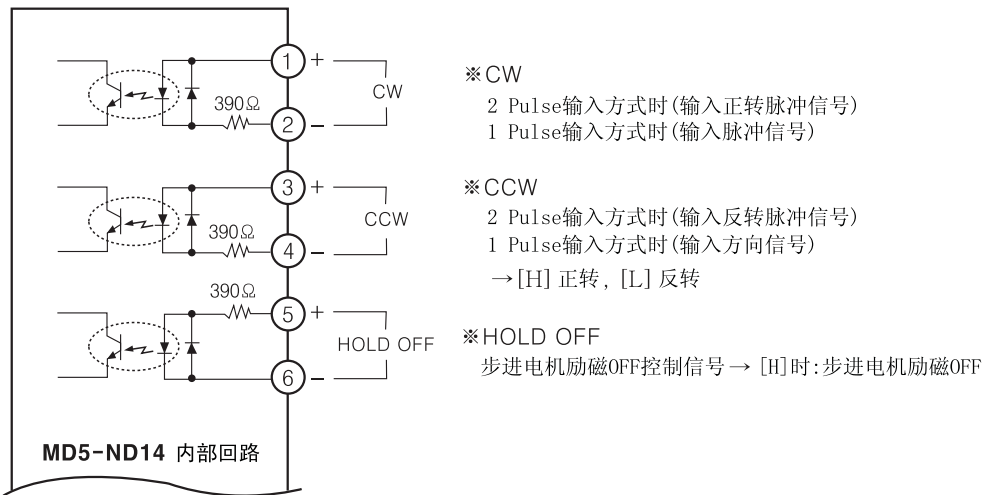 1 +
CW
390Ω
2 −
3 +
CCW
390Ω
4 −
390Ω
5 +
HOLD OFF
6 −
MD5-ND14 内部回路
※CW
2 Pulse输入方式时(输入正转脉冲信号)
1 Pulse输入方式时(输入脉冲信号)
※CCW
2 Pulse输入方式时(输入反转脉冲信号)
1 Pulse输入方式时(输入方向信号)
→[H] 正转, [L] 反转
※HOLD OFF
步进电机励磁OFF控制信号→ [H]时:步进电机励磁OFF